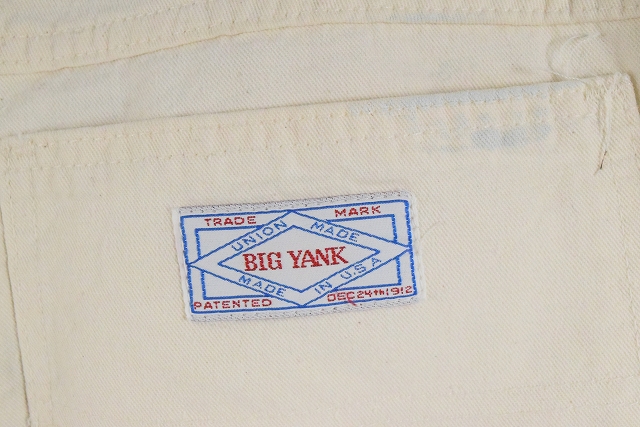 TRADE MARK
UNION MADE
BIG YANK
MADE IN U.S.A
PATENTED DEC 24th 1912